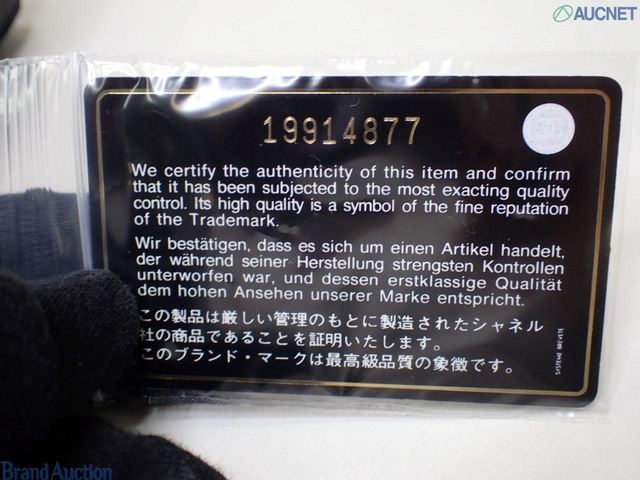 AUCNET
19914877
We certify the authenticity of this item and confirm
that it has been subjected to the most exacting quality
control. Its high quality is a symbol of the fine reputation
of the Trademark.
Wir bestätigen, dass es sich um einen Artikel handelt,
der während seiner Herstellung strengsten Kontrollen
unterworfen war, und dessen erstklassige Qualität
dem hohen Ansehen unserer Marke entspricht.
この製品は厳しい管理のもとに製造されたシャネル
社の商品であることを証明いたします。
このブランド・マークは最高級品質の象徴です。
SYSTEME BREVETE
Brand Auction